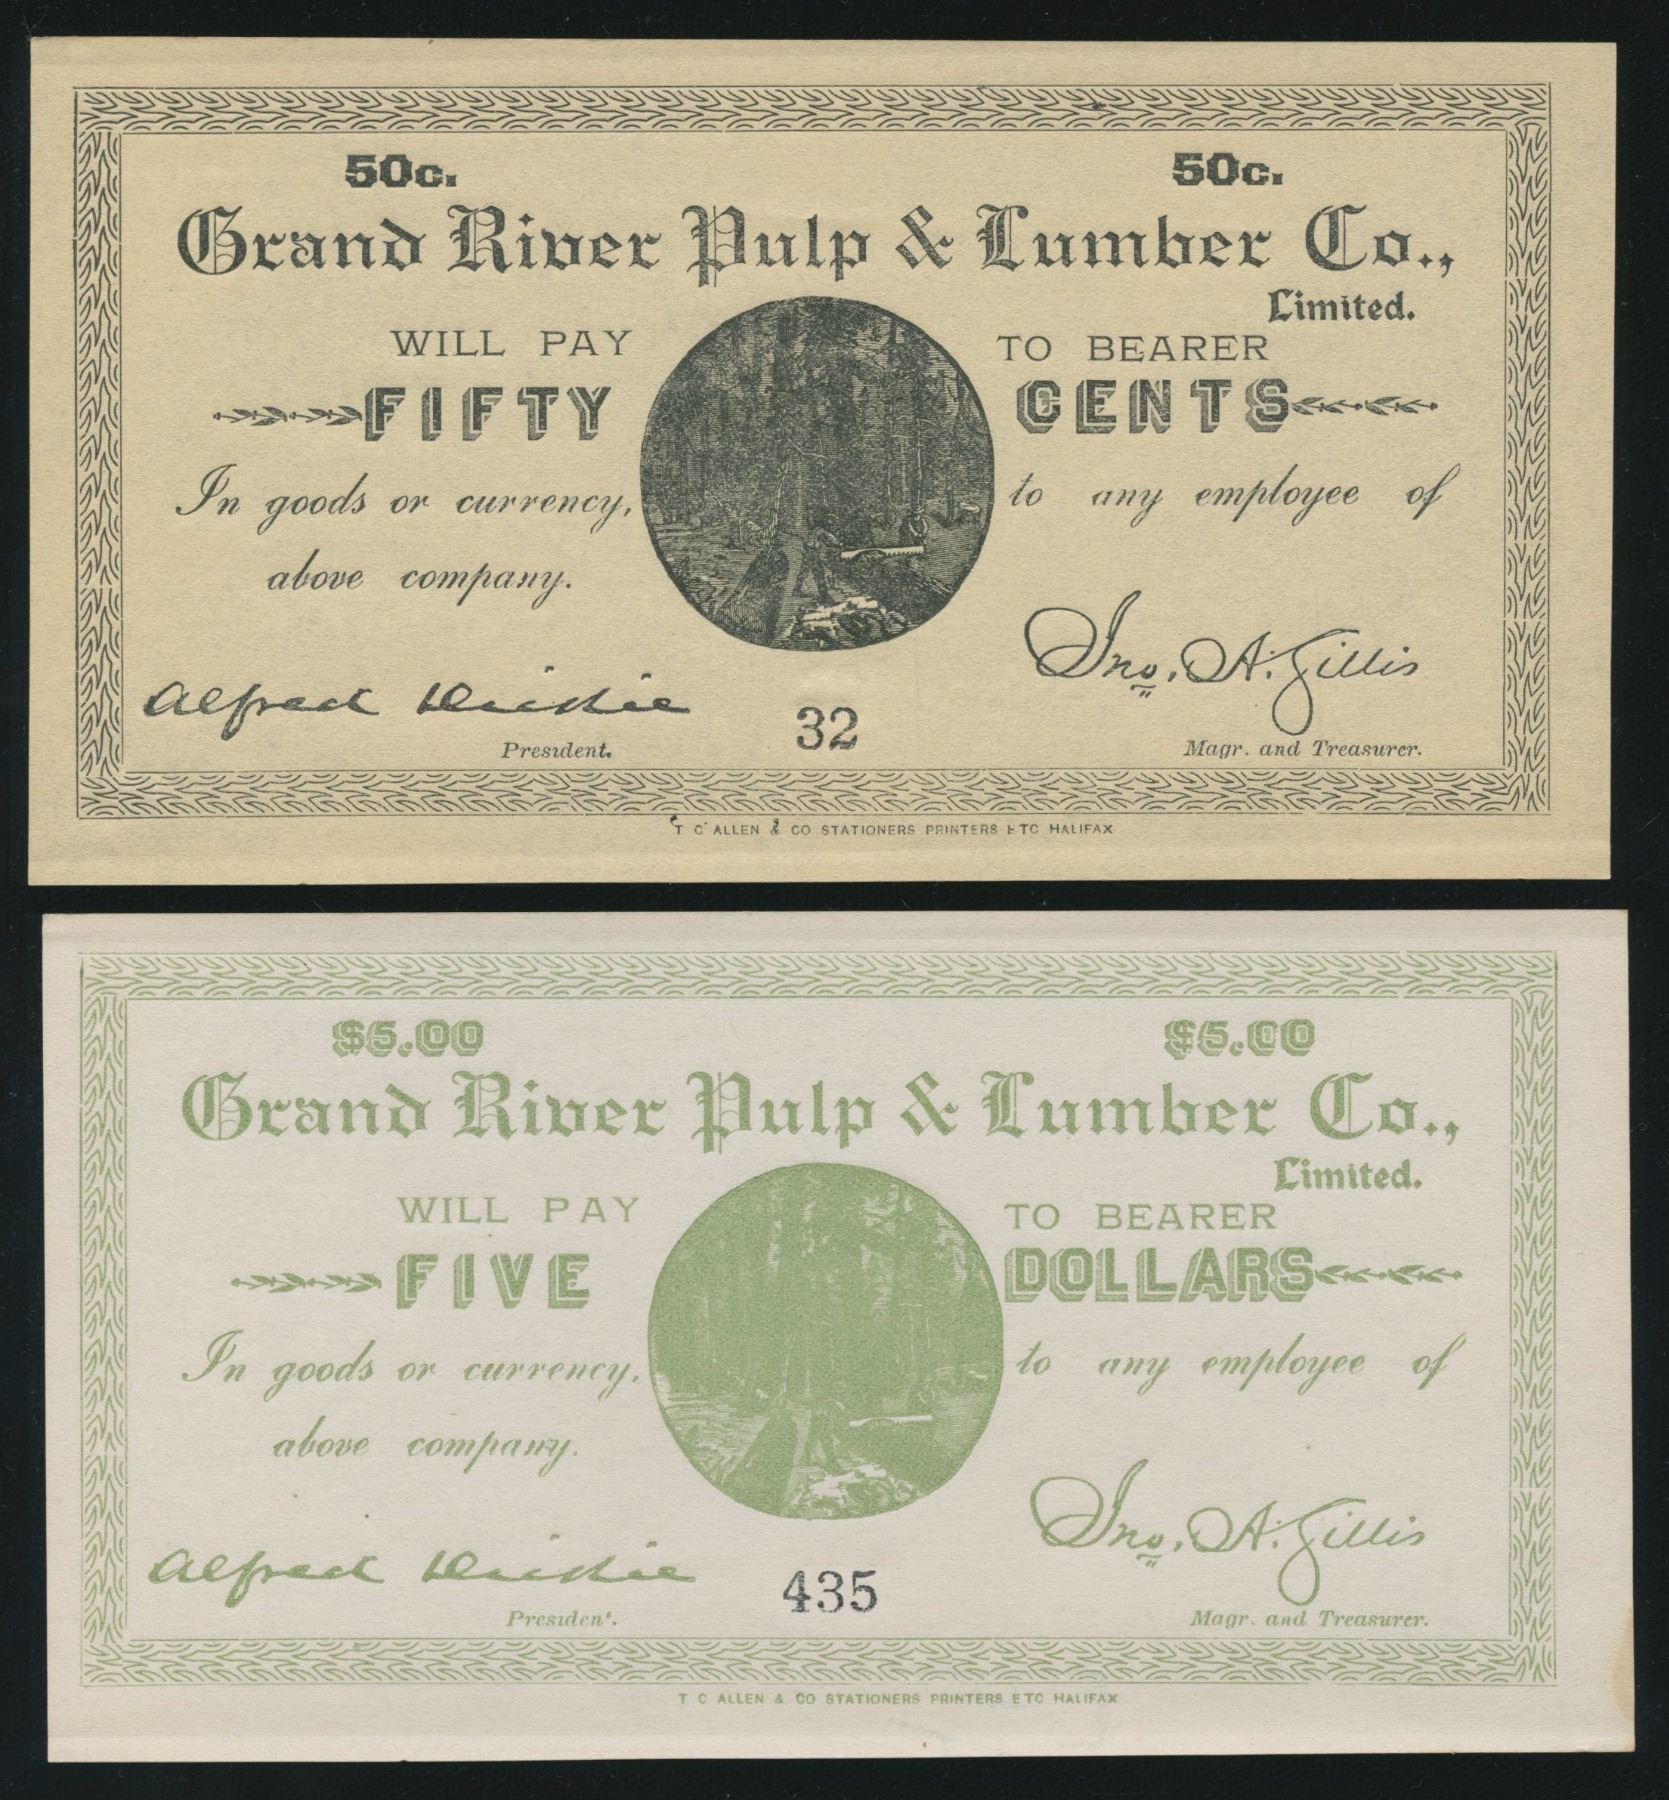 50c. 50c.
Grand River Pulp & Lumber Co.,
Limited.
WILL PAY TO BEARER
FIFTY CENTS
In goods or currency, to any employee of
above company.
Alfred Dickie Jno. A. Gillis
President. 32 Magr. and Treasurer.
T C ALLEN & CO STATIONERS PRINTERS ETC HALIFAX
$5.00 $5.00
Grand River Pulp & Lumber Co.,
Limited.
WILL PAY TO BEARER
FIVE DOLLARS
In goods or currency, to any employee of
above company.
Alfred Dickie Jno. A. Gillis
President. 435 Magr. and Treasurer.
T C ALLEN & CO STATIONERS PRINTERS ETC HALIFAX